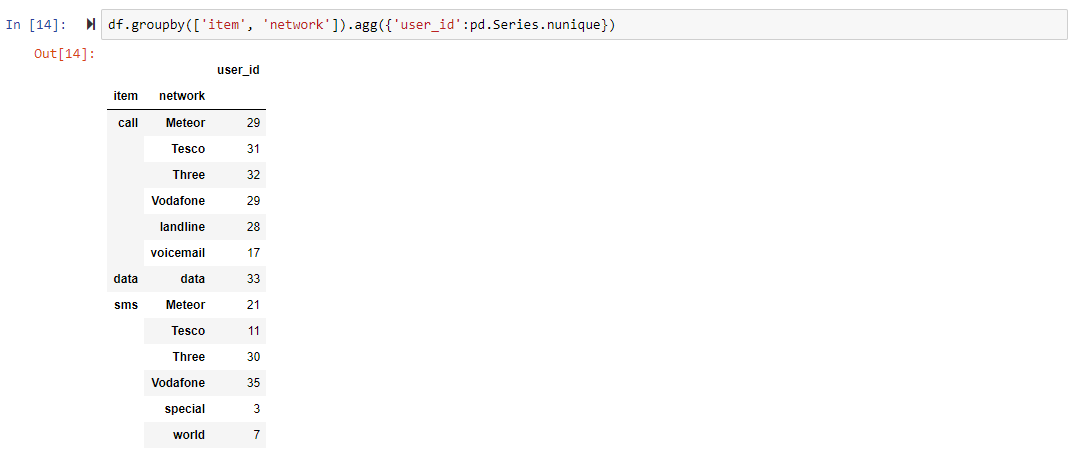 In [14]: df.groupby(['item', 'network']).agg({'user_id':pd.Series.nunique})
Out[14]:
user_id
item network
call Meteor 29
Tesco 31
Three 32
Vodafone 29
landline 28
voicemail 17
data data 33
sms Meteor 21
Tesco 11
Three 30
Vodafone 35
special 3
world 7